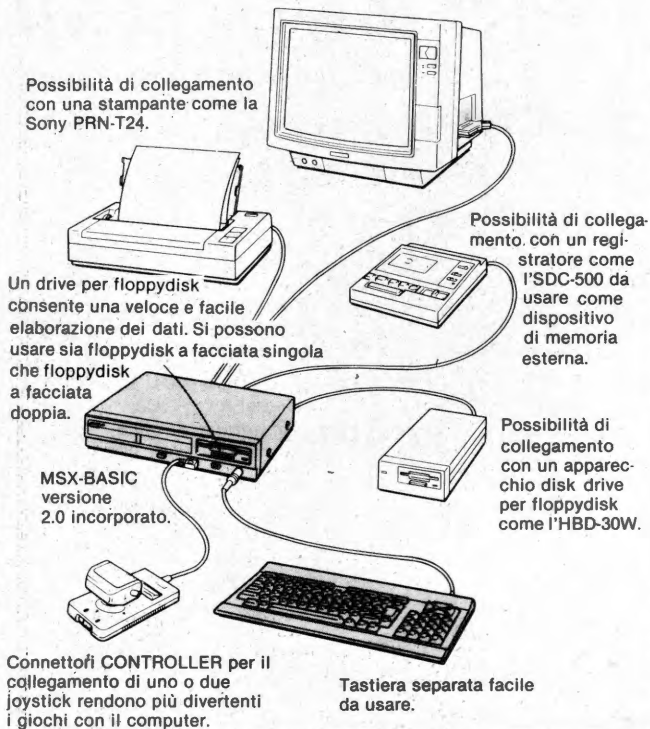 Possibilità di collegamento
con una stampante come la
Sony PRN-T24.
Possibilità di collega-
mento con un regi-
stratore come
l'SDC-500 da
usare come
dispositivo
di memoria
esterna.
Un drive per floppydisk
consente una veloce e facile
elaborazione dei dati. Si possono
usare sia floppydisk a facciata singola
che floppydisk
a facciata
doppia.
Possibilità di
collegamento
con un apparec-
chio disk drive
per floppydisk
come l'HBD-30W.
MSX-BASIC
versione
2.0 incorporato.
Connettori CONTROLLER per il
collegamento di uno o due
joystick rendono più divertenti
i giochi con il computer.
Tastiera separata facile
da usare.